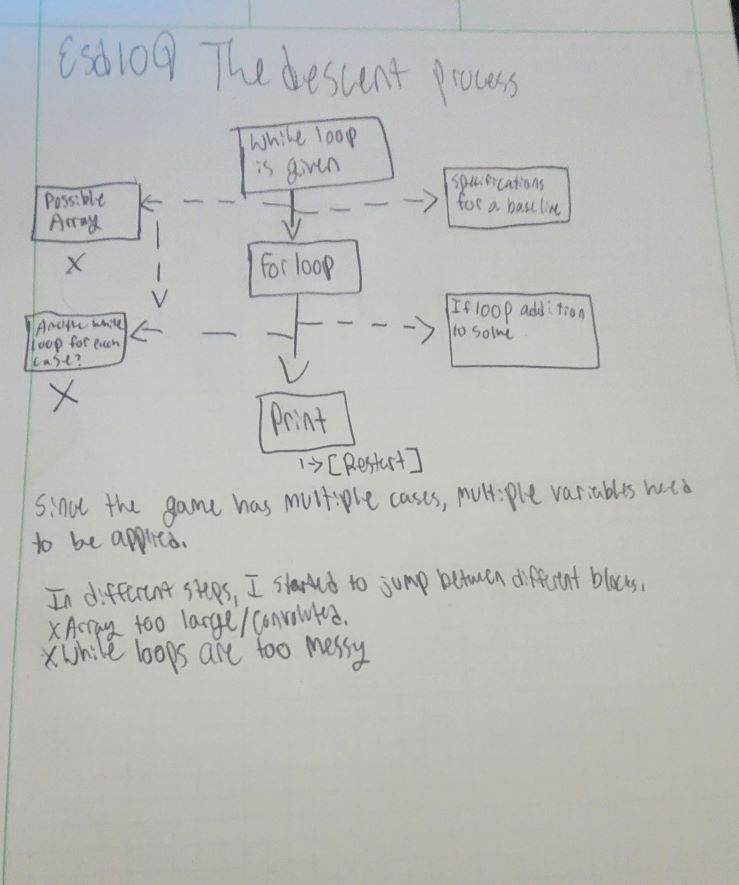 The descent process
While loop
is given
Possible
Array
X
Specifications
for a baseline
For loop
Another while
loop for each
case?
X
If loop addition
to solve
Print
[Restart]
Since the game has multiple cases, multiple variables need
to be applied.
In different steps, I started to jump between different blocks.
X Array too large/convoluted.
X While loops are too messy